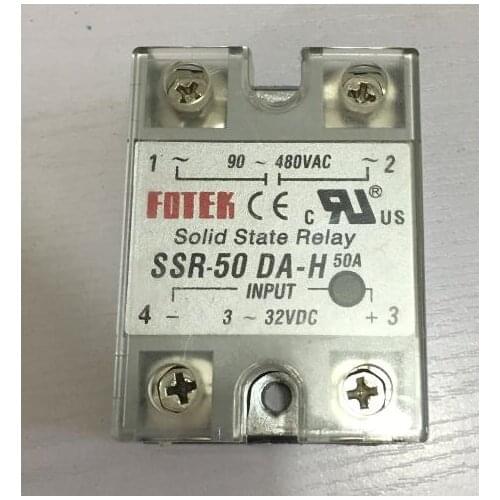 1 ~ 90 ~ 480VAC ~ 2
FOTEK CE c RU ® US
Solid State Relay
SSR-50 DA-H 50A
INPUT
4 - 3 ~ 32VDC + 3